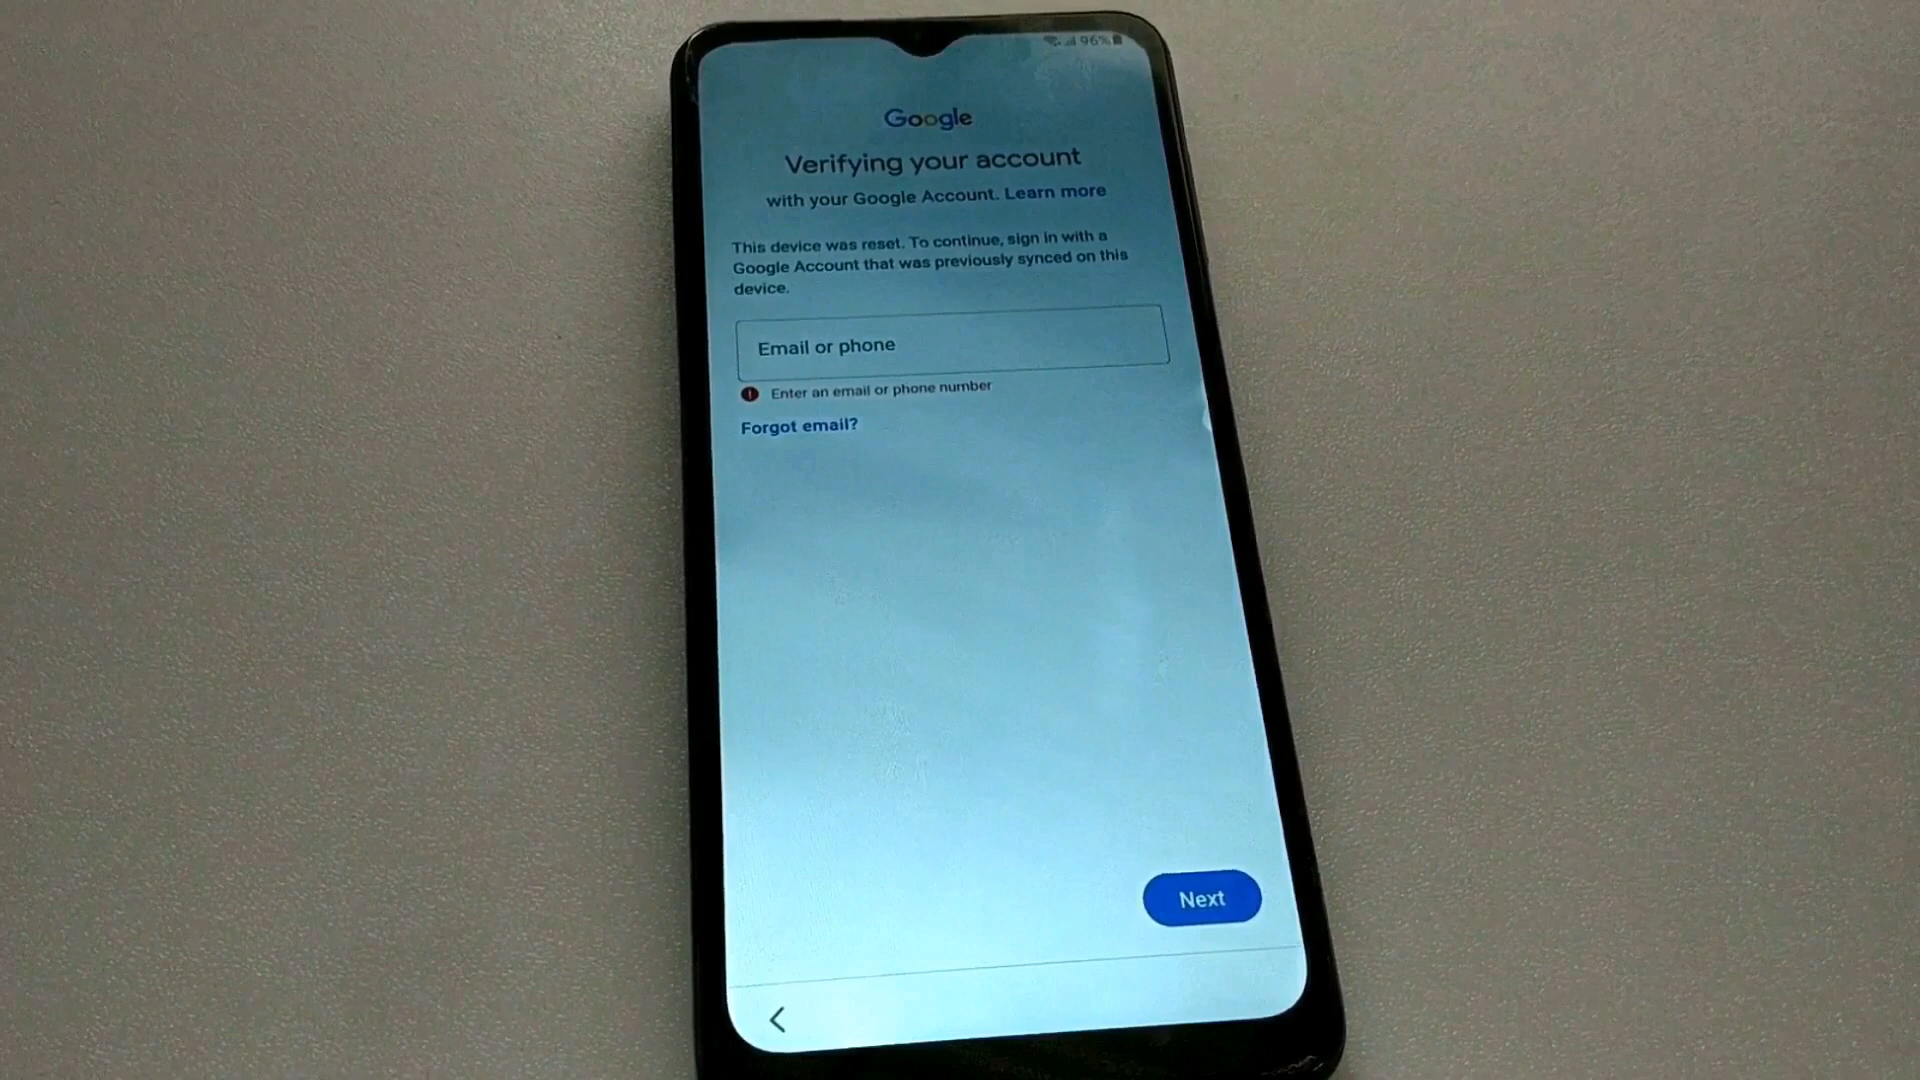 96%
Google
Verifying your account
with your Google Account. Learn more
This device was reset. To continue, sign in with a
Google Account that was previously synced on this
device.
Email or phone
Enter an email or phone number
Forgot email?
Next